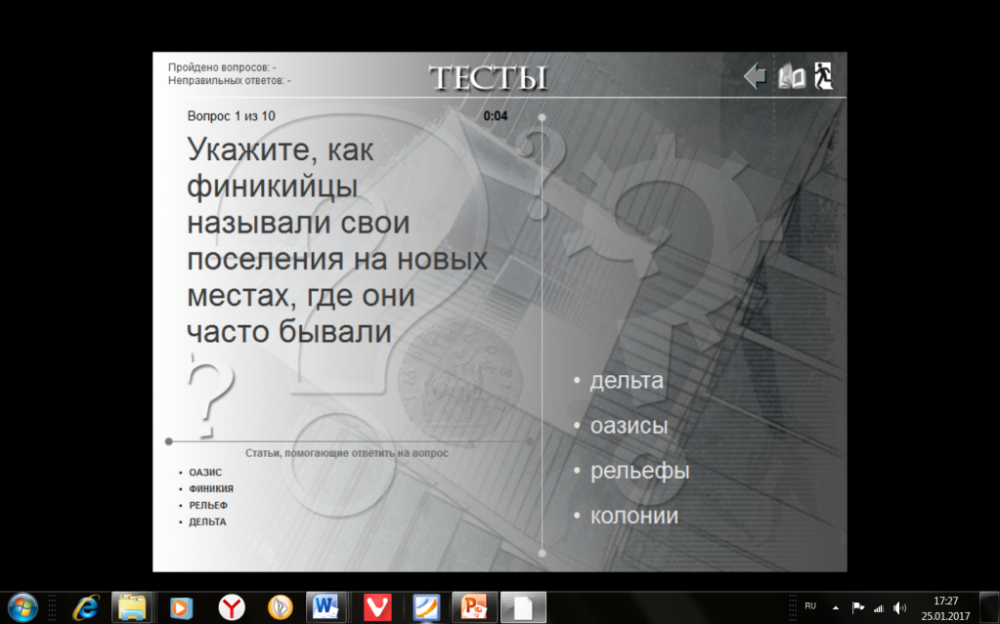 Пройдено вопросов: -
Неправильных ответов: -
ТЕСТЫ
Вопрос 1 из 10
0:04
Укажите, как
финикийцы
называли свои
поселения на новых
местах, где они
часто бывали
• дельта
• оазисы
• рельефы
• колонии
Статьи, помогающие ответить на вопрос
• ОАЗИС
• ФИНИКИЯ
• РЕЛЬЕФ
• ДЕЛЬТА
RU
17:27
25.01.2017